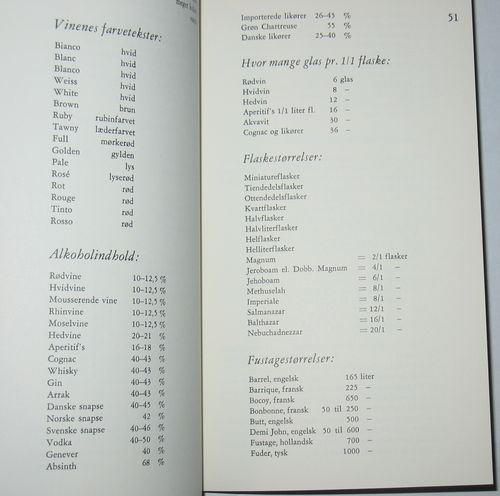 Vinenes farvetekster:
Bianco hvid
Blanc hvid
Blanco hvid
Weiss hvid
White hvid
Brown brun
Ruby rubinfarvet
Tawny læderfarvet
Full mørkerød
Golden gylden
Pale lys
Rosé lyserød
Rot rød
Rouge rød
Tinto rød
Rosso rød
Alkoholindhold:
Rødvine 10-12,5 %
Hvidvine 10-12,5 %
Mousserende vine 10-12,5 %
Rhinvine 10-12,5 %
Moselvine 10-12,5 %
Hedvine 20-21 %
Aperitif's 16-18 %
Cognac 40-43 %
Whisky 40-43 %
Gin 40-43 %
Arrak 40-43 %
Danske snapse 40-45 %
Norske snapse 42 %
Svenske snapse 40-46 %
Vodka 40-50 %
Genever 40 %
Absinth 68 %
51
Importerede likører 26-45 %
Grøn Chartreuse 55 %
Danske likører 25-40 %
Hvor mange glas pr. 1/1 flaske:
Rødvin 6 glas
Hvidvin 8 -
Hedvin 12 -
Aperitif's 1/1 liter fl. 16 -
Akvavit 30 -
Cognac og likører 36 -
Flaskestørrelser:
Miniatureflasker
Tiendedelsflasker
Ottendedelsflasker
Kvartflasker
Halvflasker
Halvliterflasker
Helflasker
Helliterflasker
Magnum = 2/1 flasker
Jeroboam el. Dobb. Magnum = 4/1 -
Jehoboam = 6/1 -
Methuselah = 8/1 -
Imperiale = 8/1 -
Salmanazar = 12/1 -
Balthazar = 16/1 -
Nebuchadnezzar = 20/1 -
Fustagestørrelser:
Barrel, engelsk 165 liter
Barrique, fransk 225 -
Bocoy, fransk 650 -
Bonbonne, fransk 50 til 250 -
Butt, engelsk 500 -
Demi John, engelsk 50 til 600 -
Fustage, hollandsk 700 -
Fuder, tysk 1000 -